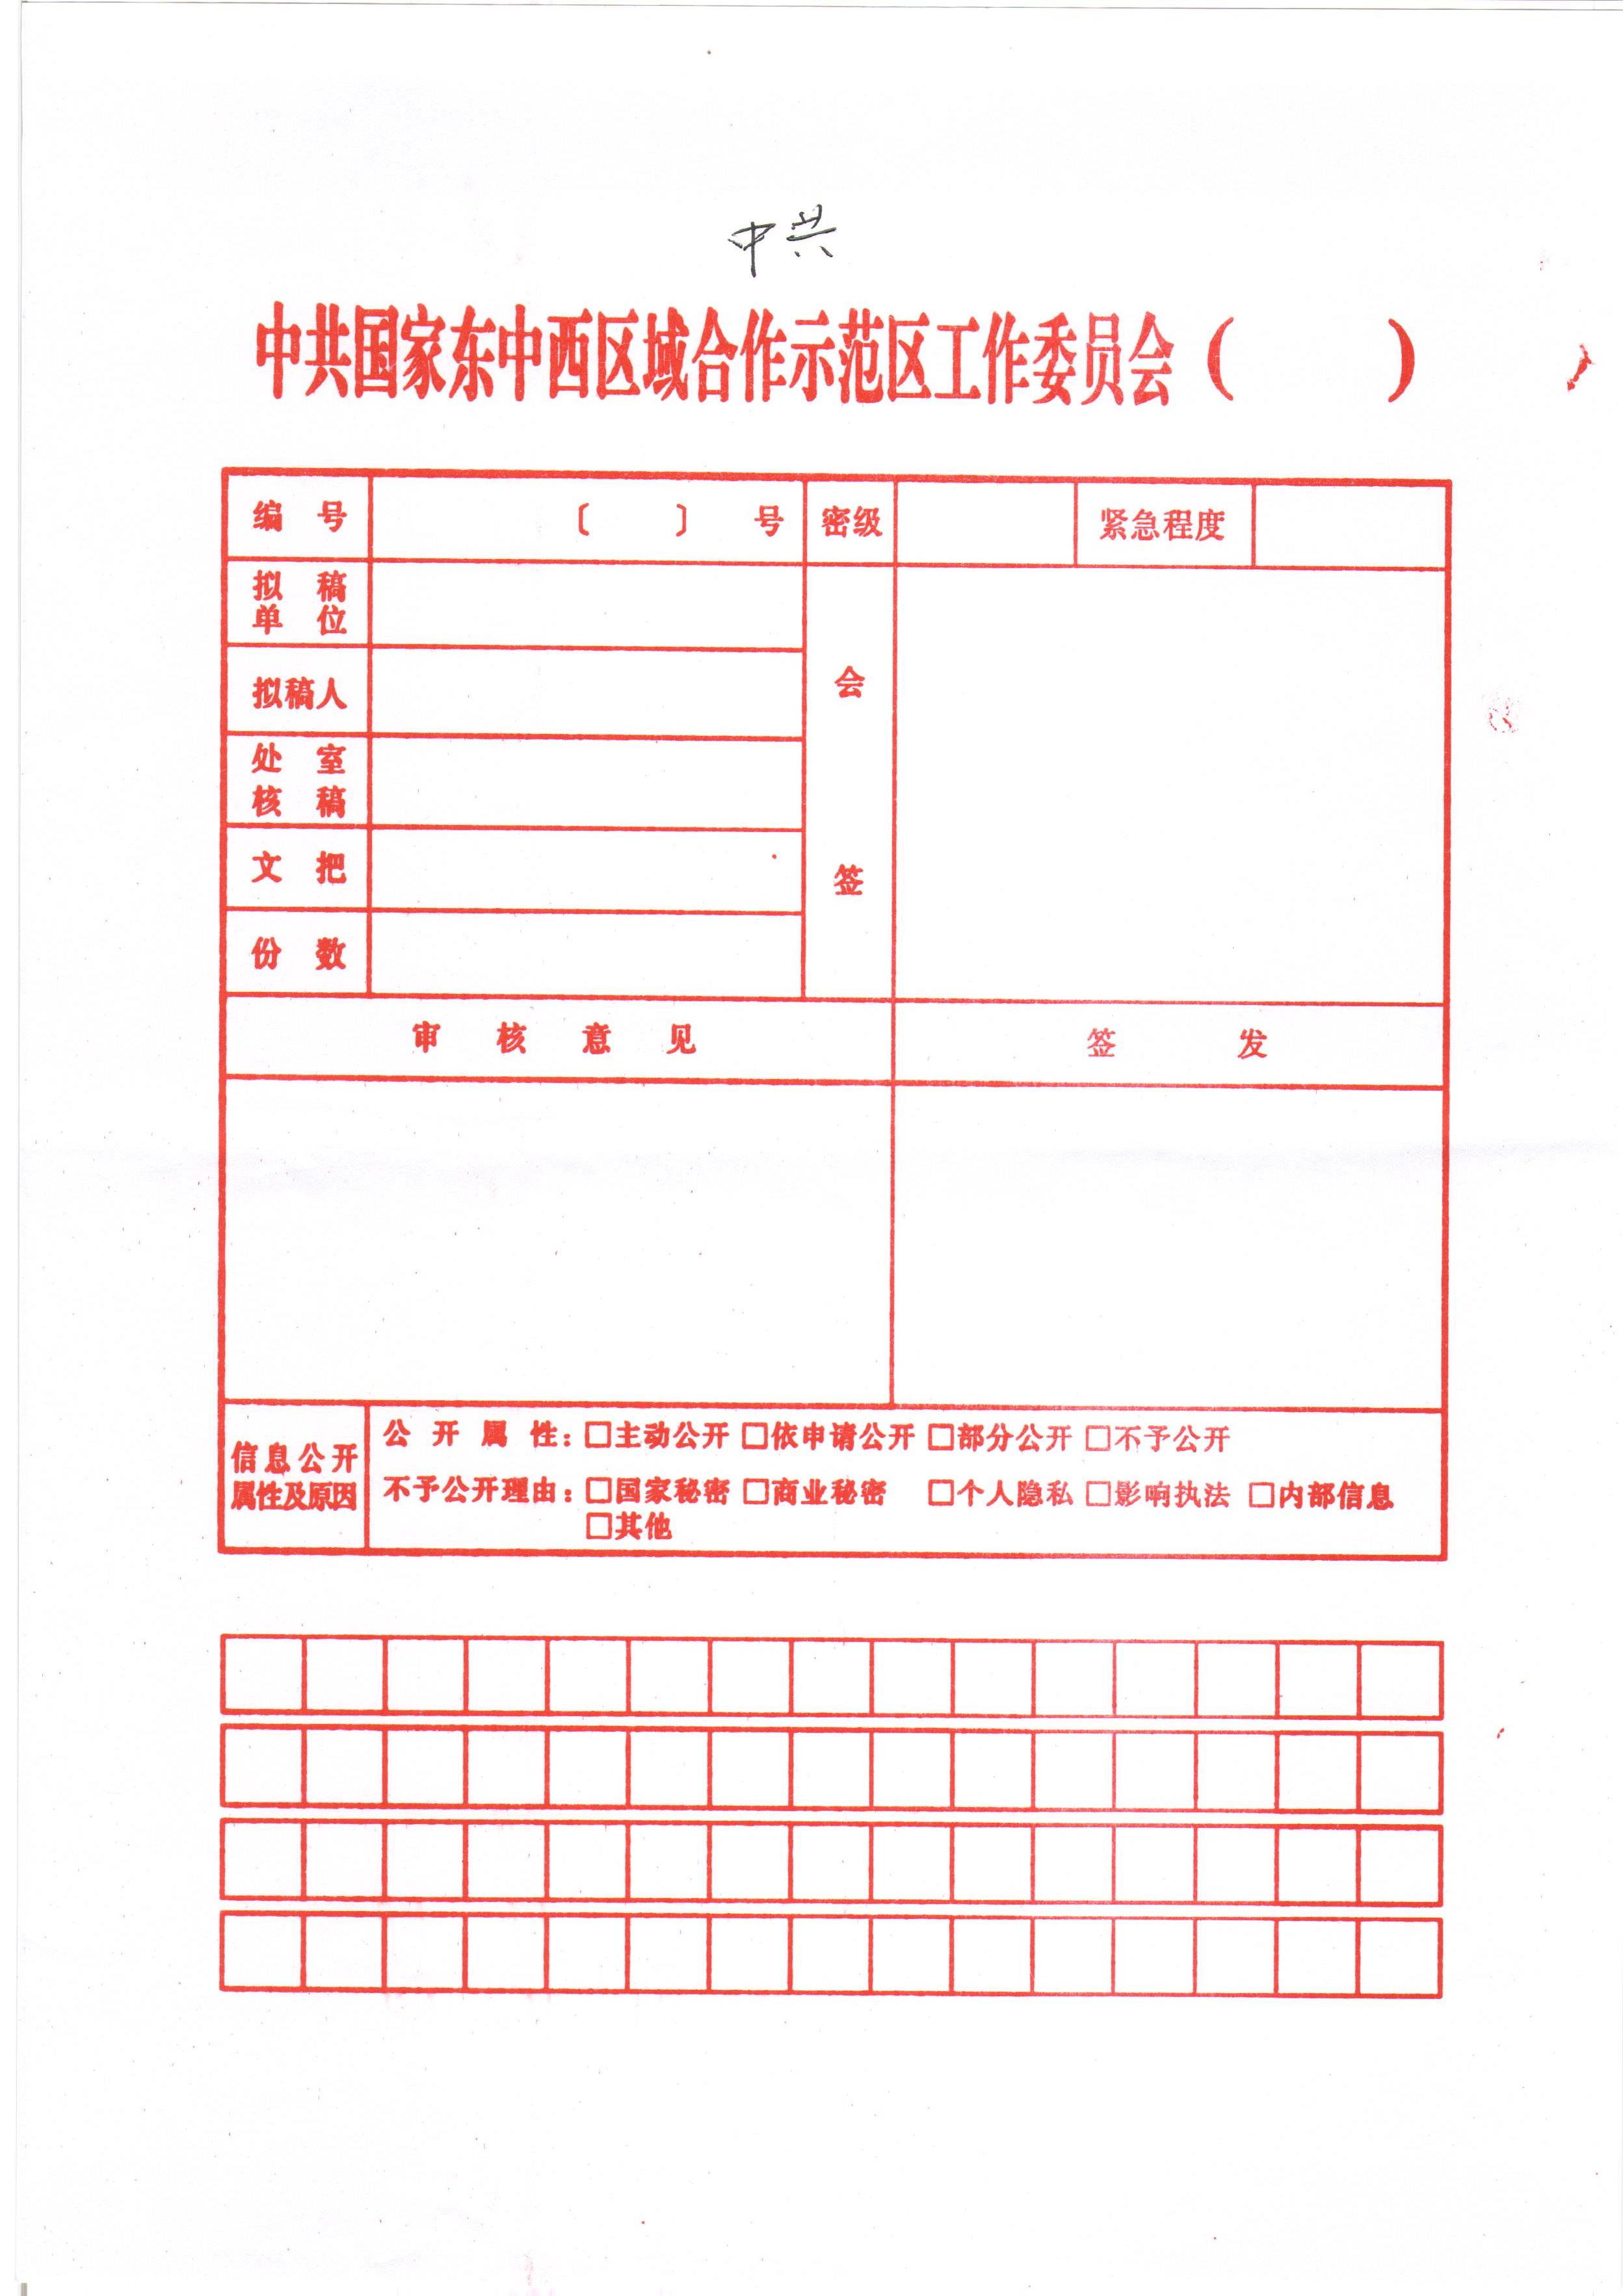 中共
中共国家东中西区域合作示范区工作委员会（　　）
编　号　〔　　〕　号　密级　紧急程度
拟　稿
单　位
拟稿人
处　室
核　稿
文　把
份　数
会
签
审　核　意　见　签　发
信息公开
属性及原因
公　开　属　性：□主动公开 □依申请公开 □部分公开 □不予公开
不予公开理由：□国家秘密 □商业秘密 □个人隐私 □影响执法 □内部信息
□其他